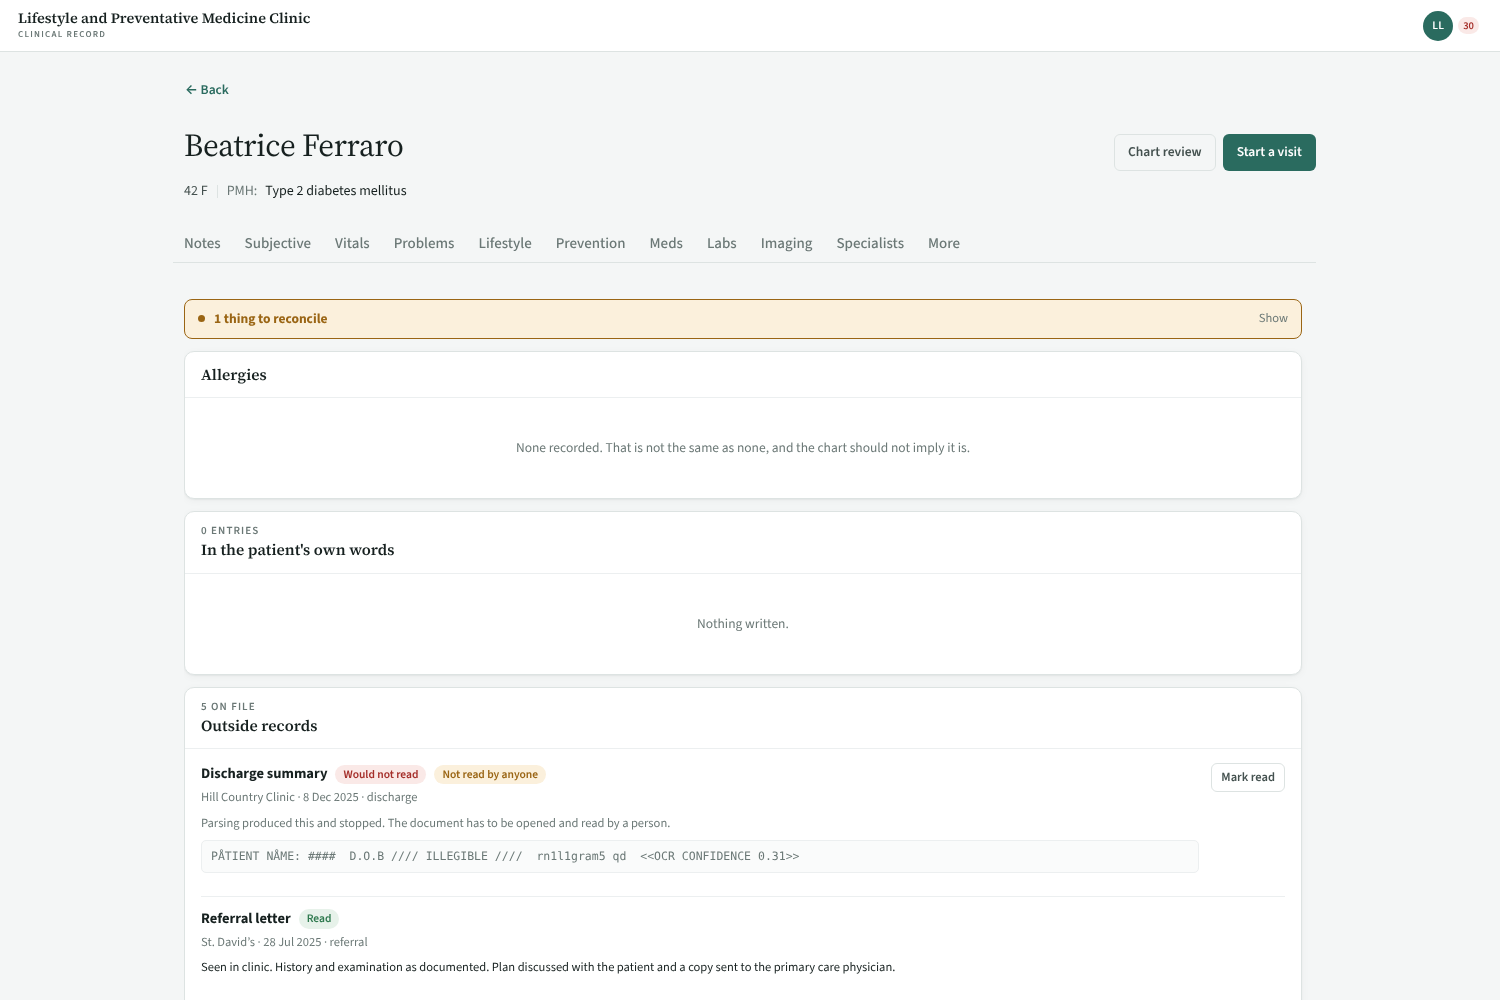 Lifestyle and Preventative Medicine Clinic
CLINICAL RECORD
LL 30
← Back
Beatrice Ferraro
Chart review
Start a visit
42 F PMH: Type 2 diabetes mellitus
Notes Subjective Vitals Problems Lifestyle Prevention Meds Labs Imaging Specialists More
1 thing to reconcile Show
Allergies
None recorded. That is not the same as none, and the chart should not imply it is.
0 ENTRIES
In the patient's own words
Nothing written.
5 ON FILE
Outside records
Discharge summary Would not read Not read by anyone
Mark read
Hill Country Clinic · 8 Dec 2025 · discharge
Parsing produced this and stopped. The document has to be opened and read by a person.
PÅTIENT NÅME: #### D.O.B //// ILLEGIBLE //// rn1l1gram5 qd <<OCR CONFIDENCE 0.31>>
Referral letter Read
St. David’s · 28 Jul 2025 · referral
Seen in clinic. History and examination as documented. Plan discussed with the patient and a copy sent to the primary care physician.